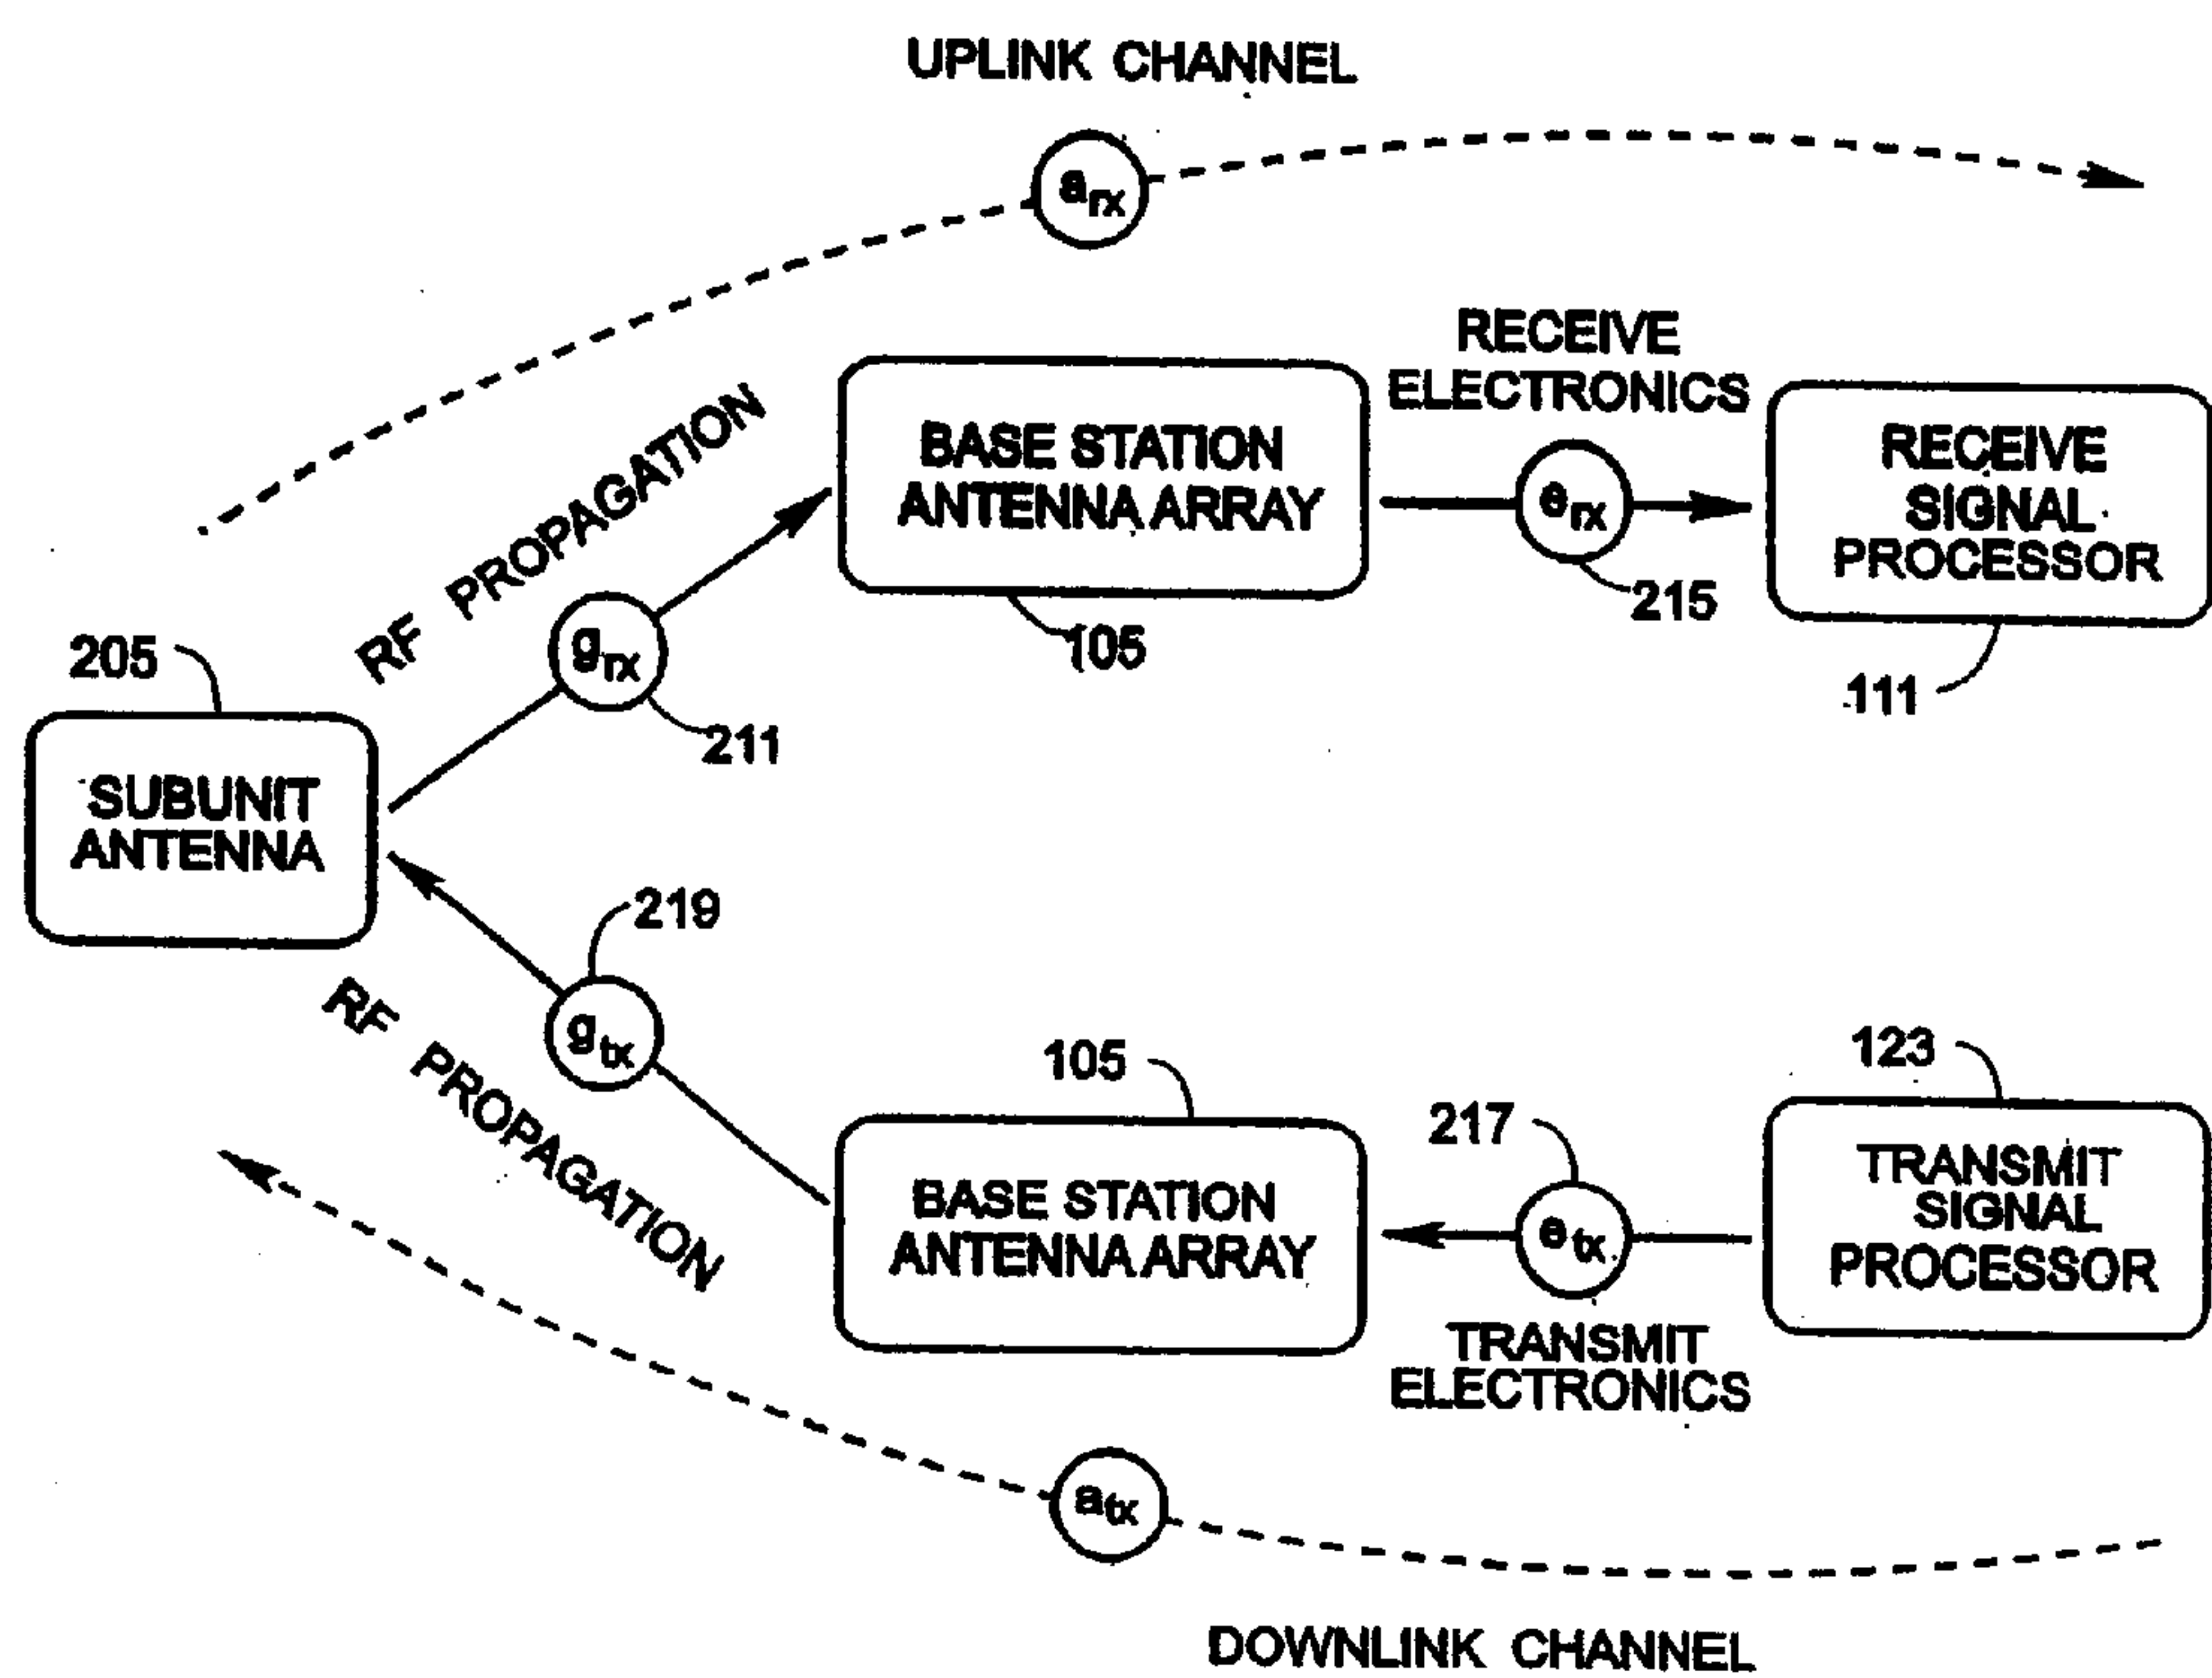 UPLINK CHANNEL
arx
RF PROPAGATION
BASE STATION
ANTENNA ARRAY
105
RECEIVE
ELECTRONICS
erx
215
RECEIVE
SIGNAL
PROCESSOR
111
grx
211
205
SUBUNIT
ANTENNA
219
gtx
RF PROPAGATION
105
BASE STATION
ANTENNA ARRAY
217
etx
TRANSMIT
ELECTRONICS
123
TRANSMIT
SIGNAL
PROCESSOR
atx
DOWNLINK CHANNEL